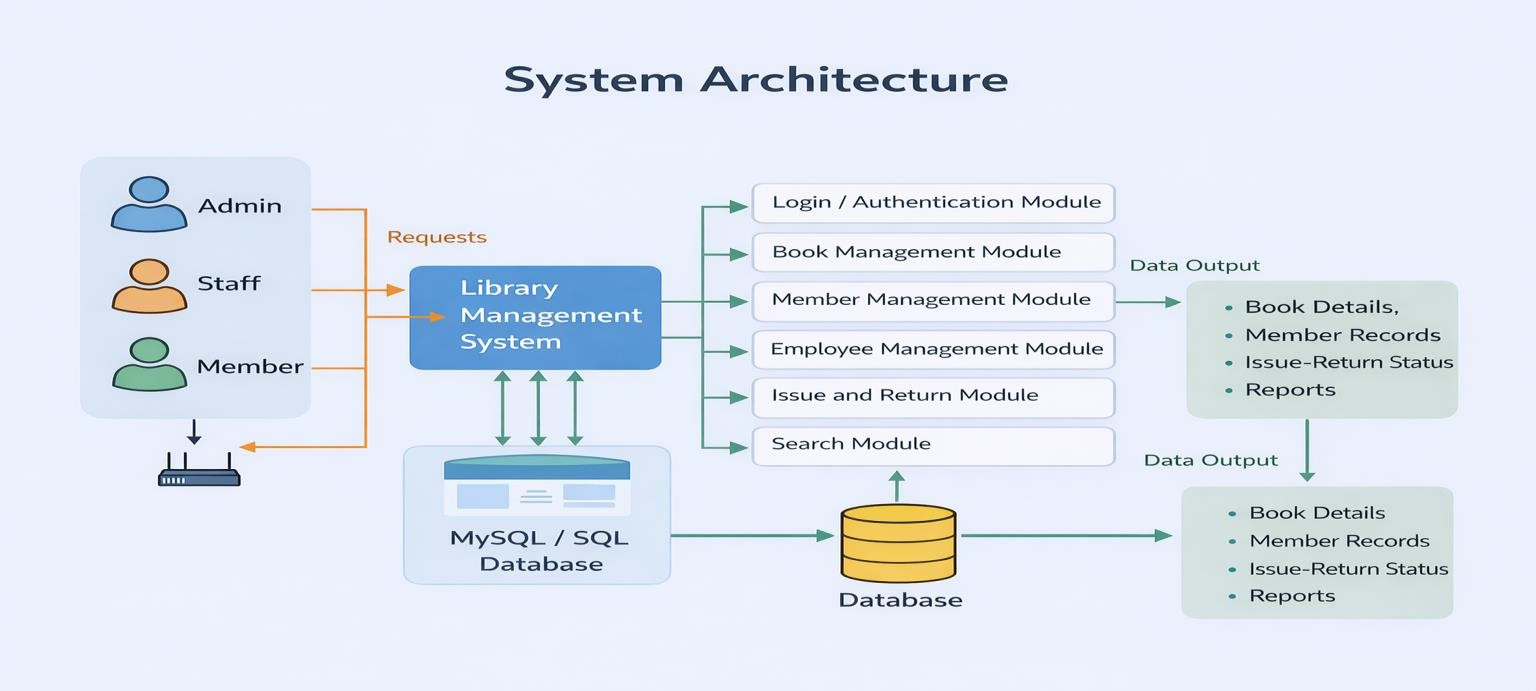 System Architecture
Admin
Staff
Member
Requests
Library
Management
System
MySQL / SQL
Database
Login / Authentication Module
Book Management Module
Member Management Module
Employee Management Module
Issue and Return Module
Search Module
Database
Data Output
• Book Details,
• Member Records
• Issue-Return Status
• Reports
Data Output
• Book Details
• Member Records
• Issue-Return Status
• Reports